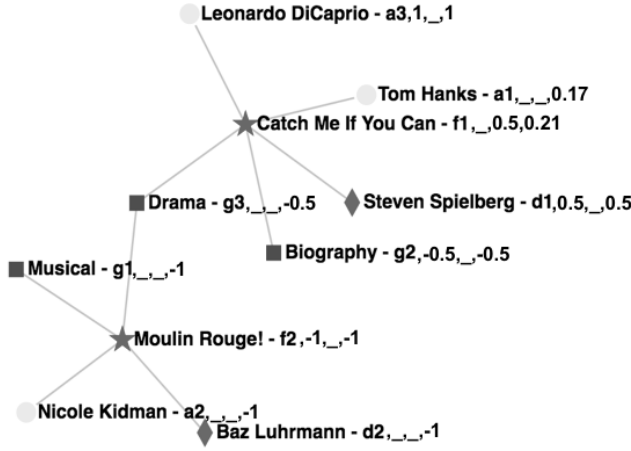 Leonardo DiCaprio - a3,1,_,1
Tom Hanks - a1,_,_,0.17
Catch Me If You Can - f1,_,0.5,0.21
Drama - g3,_,_,-0.5
Steven Spielberg - d1,0.5,_,0.5
Biography - g2,-0.5,_,-0.5
Musical - g1,_,_,-1
Moulin Rouge! - f2,-1,_,-1
Nicole Kidman - a2,_,_,-1
Baz Luhrmann - d2,_,_,-1